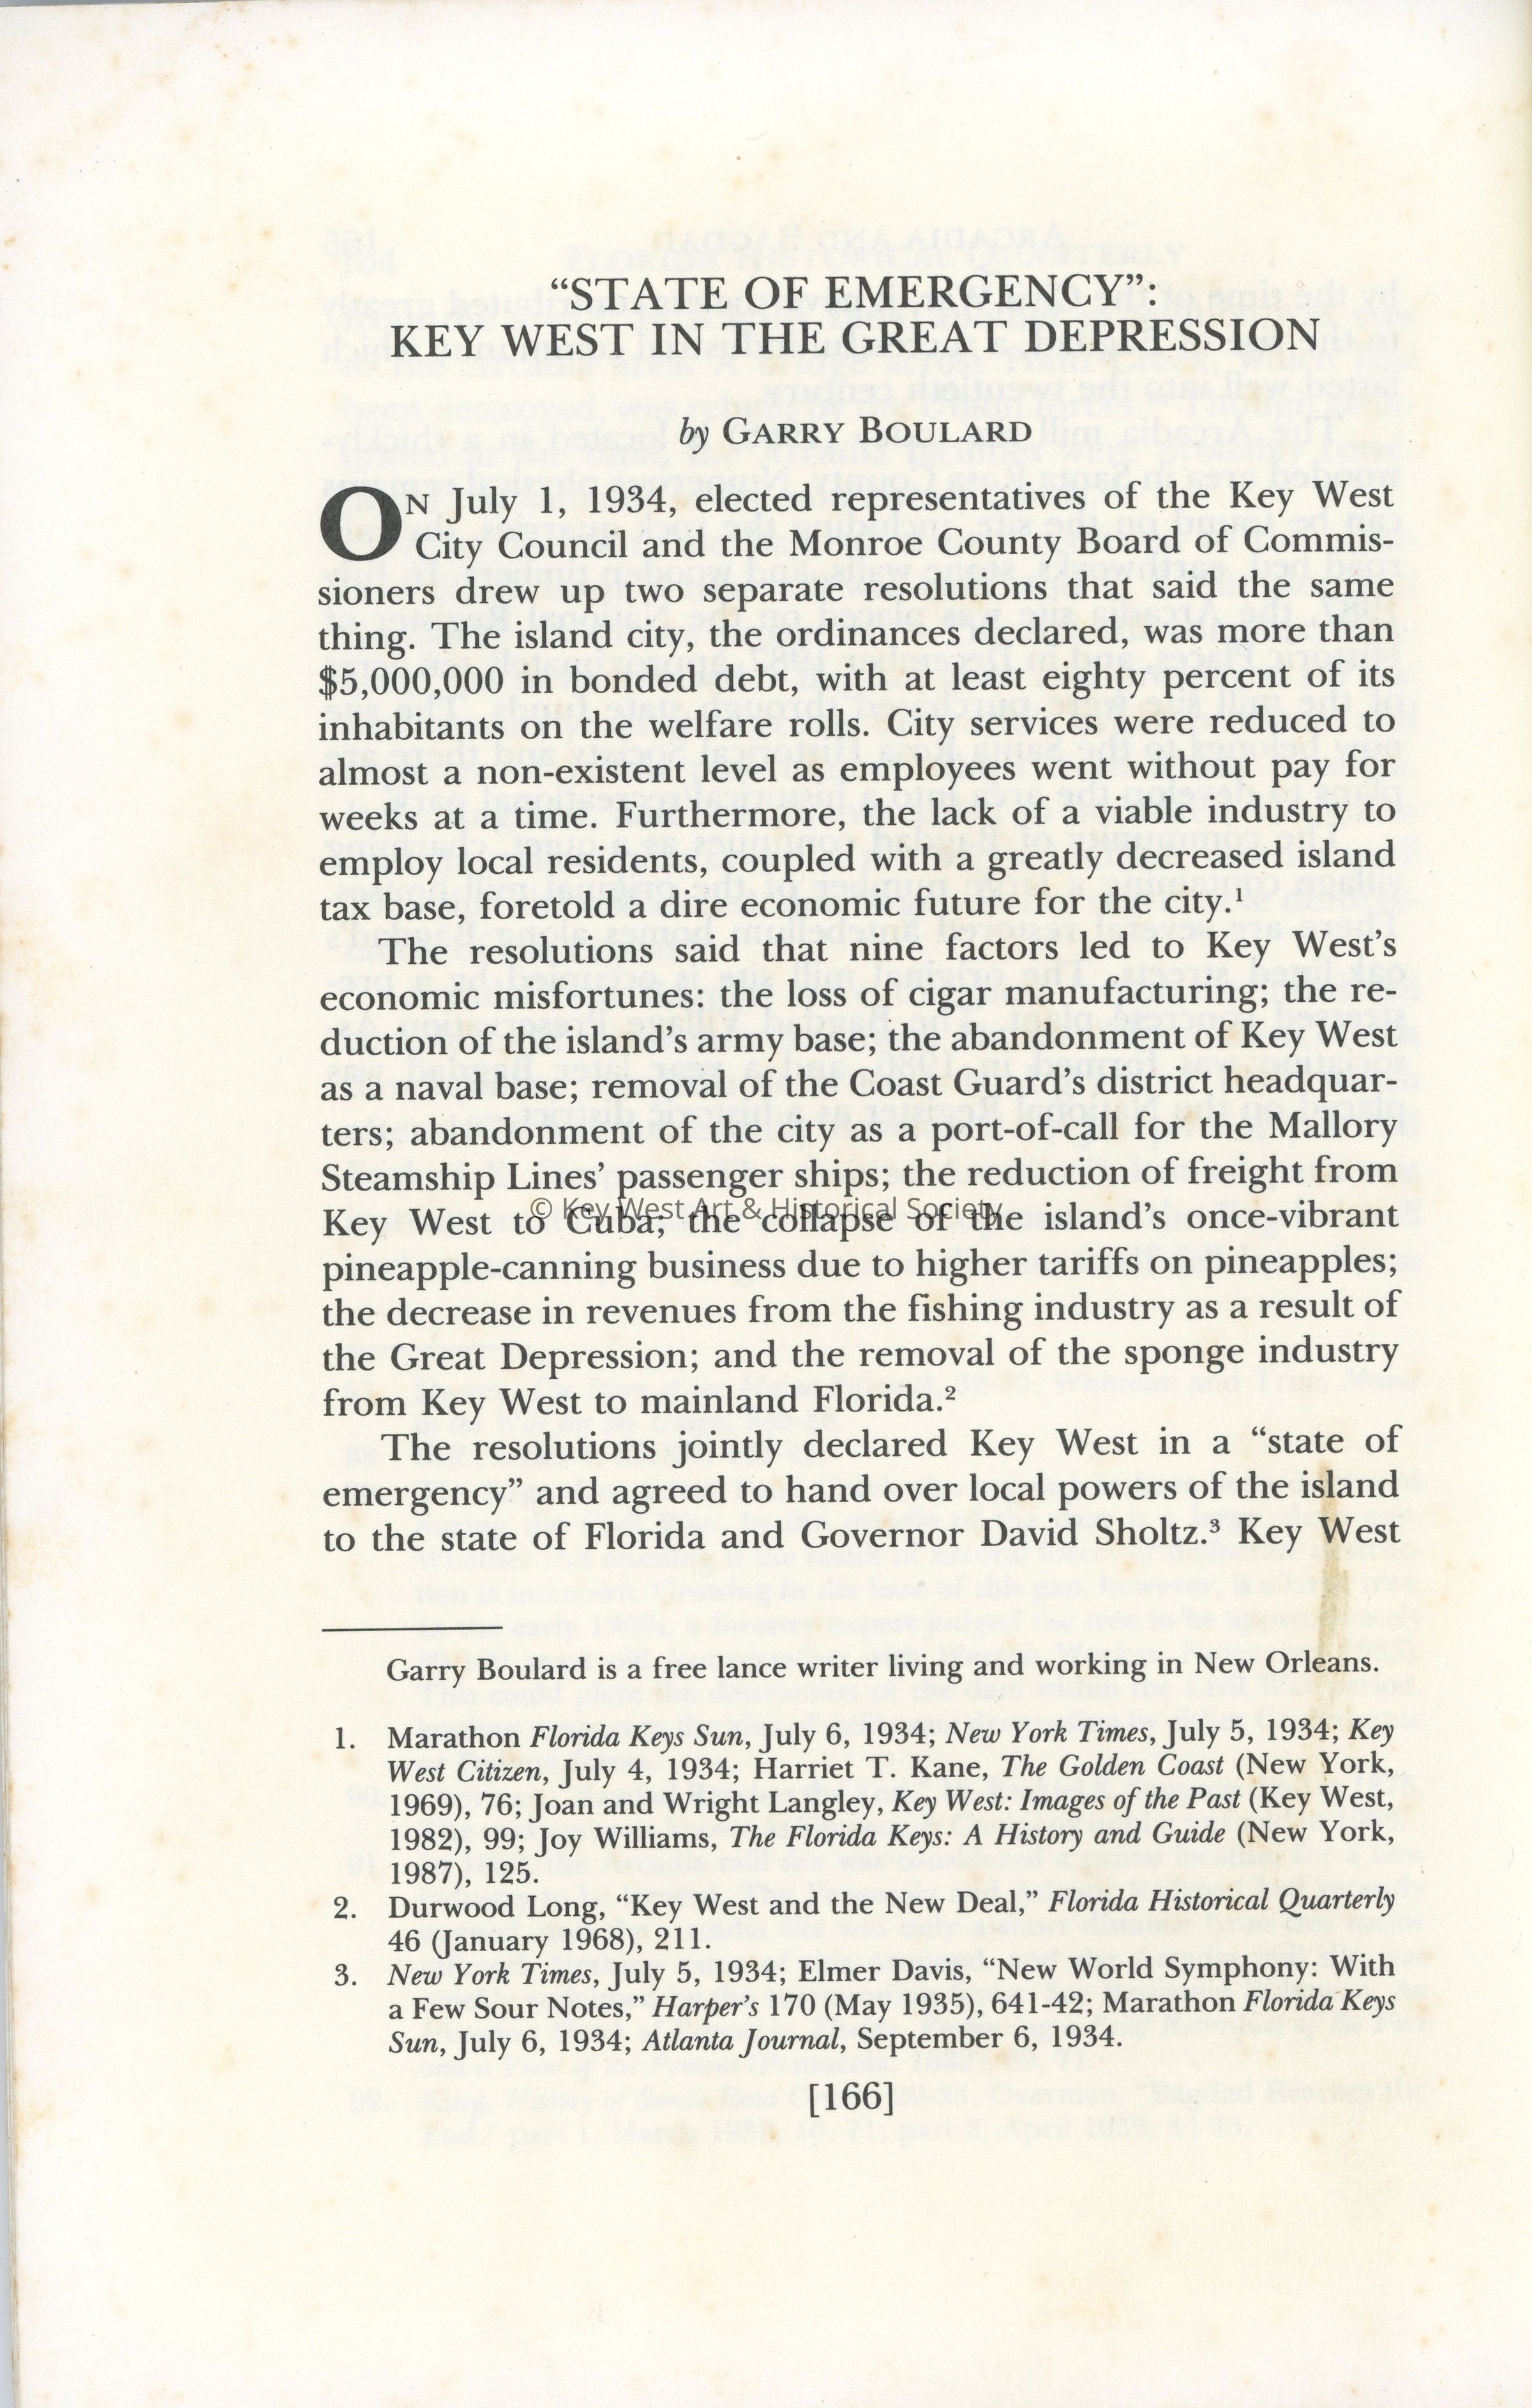 “STATE OF EMERGENCY”:
KEY WEST IN THE GREAT DEPRESSION
by GARRY BOULARD
ON July 1, 1934, elected representatives of the Key West
City Council and the Monroe County Board of Commis-
sioners drew up two separate resolutions that said the same
thing. The island city, the ordinances declared, was more than
$5,000,000 in bonded debt, with at least eighty percent of its
inhabitants on the welfare rolls. City services were reduced to
almost a non-existent level as employees went without pay for
weeks at a time. Furthermore, the lack of a viable industry to
employ local residents, coupled with a greatly decreased island
tax base, foretold a dire economic future for the city.¹
The resolutions said that nine factors led to Key West’s
economic misfortunes: the loss of cigar manufacturing; the re-
duction of the island’s army base; the abandonment of Key West
as a naval base; removal of the Coast Guard’s district headquar-
ters; abandonment of the city as a port-of-call for the Mallory
Steamship Lines’ passenger ships; the reduction of freight from
© Key West Art & Historical Society
Key West to Cuba; the collapse of the island’s once-vibrant
pineapple-canning business due to higher tariffs on pineapples;
the decrease in revenues from the fishing industry as a result of
the Great Depression; and the removal of the sponge industry
from Key West to mainland Florida.²
The resolutions jointly declared Key West in a “state of
emergency” and agreed to hand over local powers of the island
to the state of Florida and Governor David Sholtz.³ Key West
Garry Boulard is a free lance writer living and working in New Orleans.
1. Marathon Florida Keys Sun, July 6, 1934; New York Times, July 5, 1934; Key
West Citizen, July 4, 1934; Harriet T. Kane, The Golden Coast (New York,
1969), 76; Joan and Wright Langley, Key West: Images of the Past (Key West,
1982), 99; Joy Williams, The Florida Keys: A History and Guide (New York,
1987), 125.
2. Durwood Long, “Key West and the New Deal,” Florida Historical Quarterly
46 (January 1968), 211.
3. New York Times, July 5, 1934; Elmer Davis, “New World Symphony: With
a Few Sour Notes,” Harper’s 170 (May 1935), 641-42; Marathon Florida Keys
Sun, July 6, 1934; Atlanta Journal, September 6, 1934.
[166]